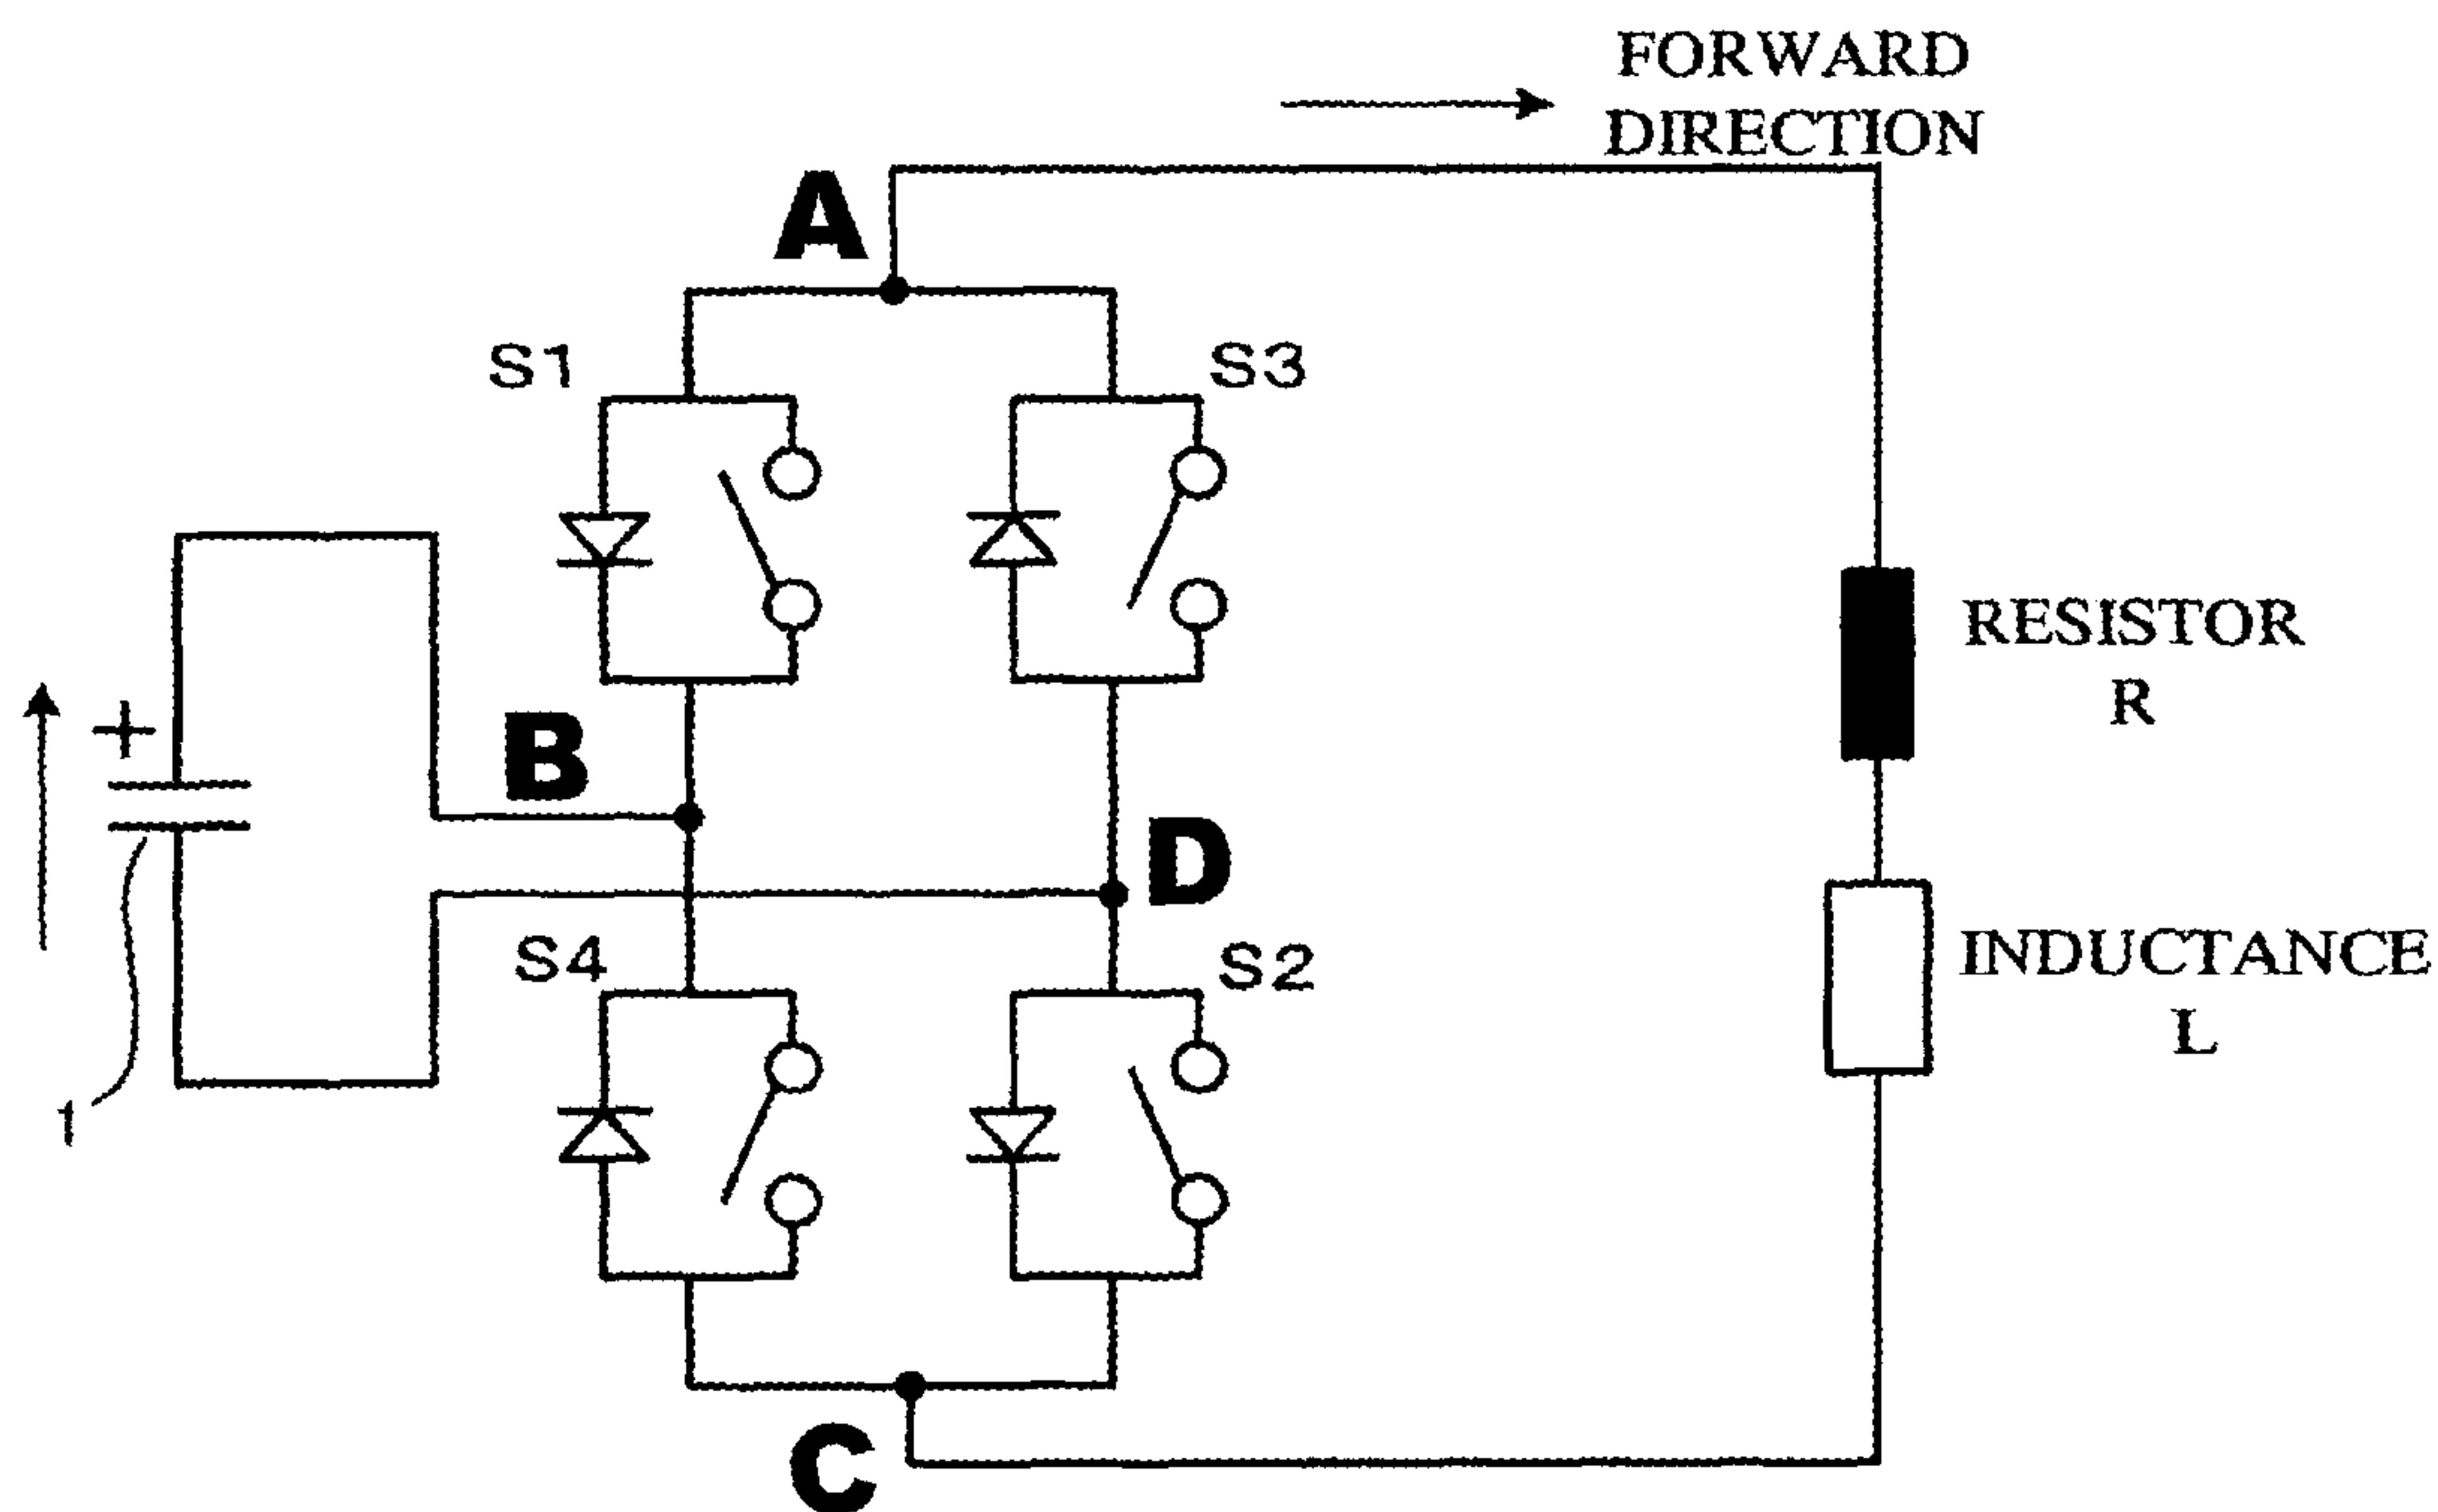 FORWARD
DIRECTION
A
S1
S3
RESISTOR
R
+
B
D
S4
S2
INDUCTANCE
L
1
C